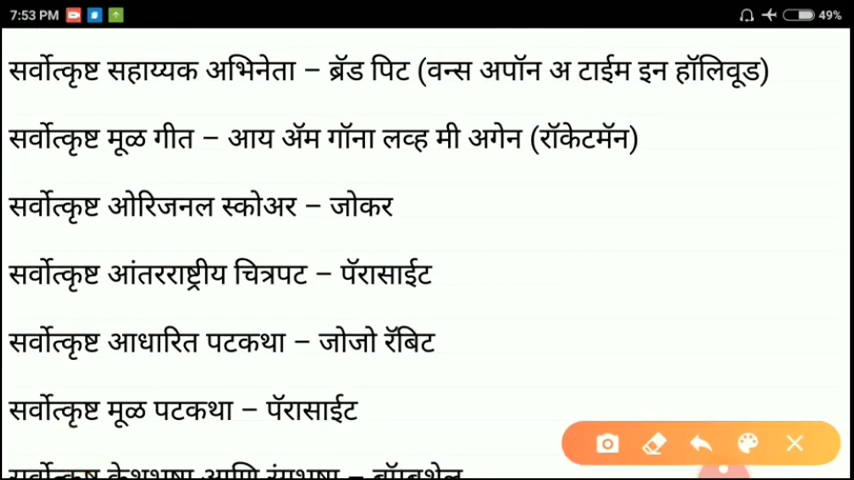 7:53 PM 49%
सर्वोत्कृष्ट सहाय्यक अभिनेता – ब्रॅड पिट (वन्स अपॉन अ टाईम इन हॉलिवूड)
सर्वोत्कृष्ट मूळ गीत – आय ॲम गॉना लव्ह मी अगेन (रॉकेटमॅन)
सर्वोत्कृष्ट ओरिजनल स्कोअर – जोकर
सर्वोत्कृष्ट आंतरराष्ट्रीय चित्रपट – पॅरासाईट
सर्वोत्कृष्ट आधारित पटकथा – जोजो रॅबिट
सर्वोत्कृष्ट मूळ पटकथा – पॅरासाईट